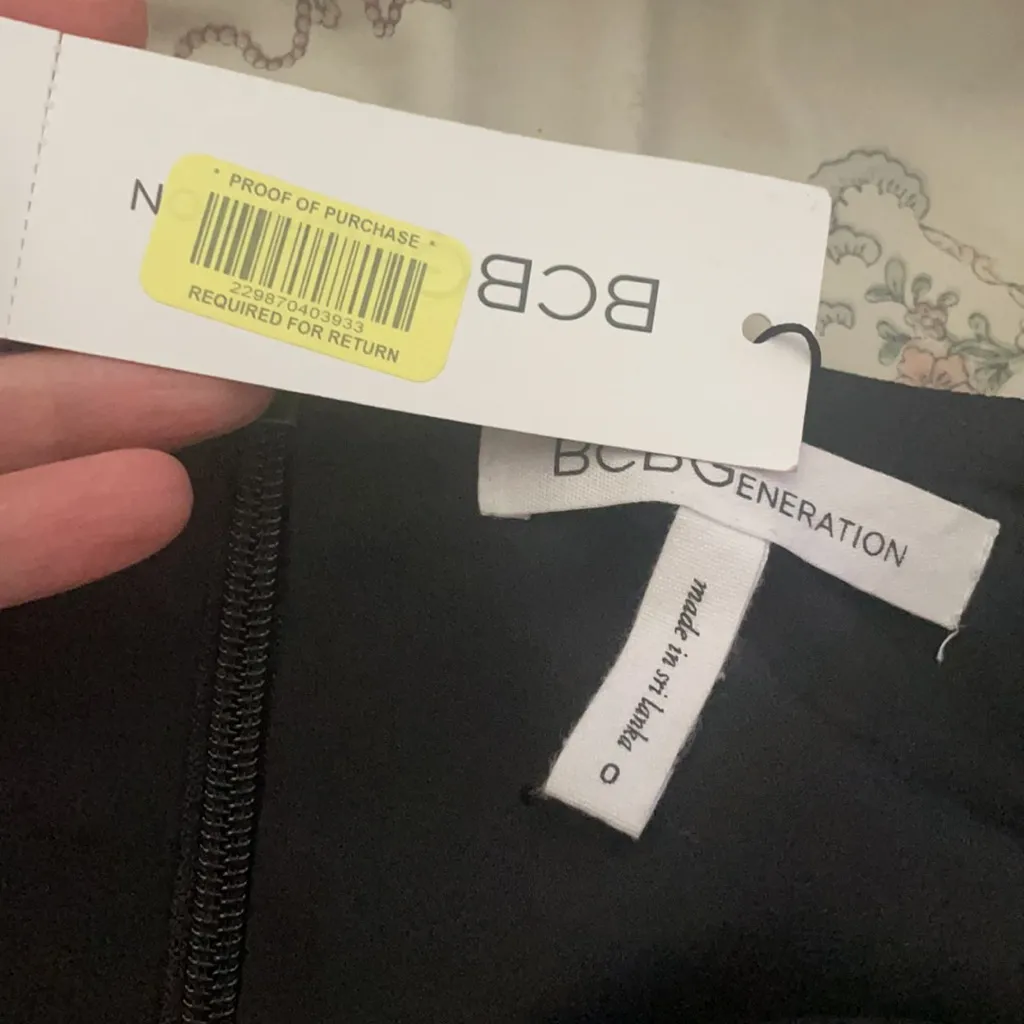 * PROOF OF PURCHASE *
229870403933
REQUIRED FOR RETURN
BCB
N
BCBGENERATION
made in sri lanka
0